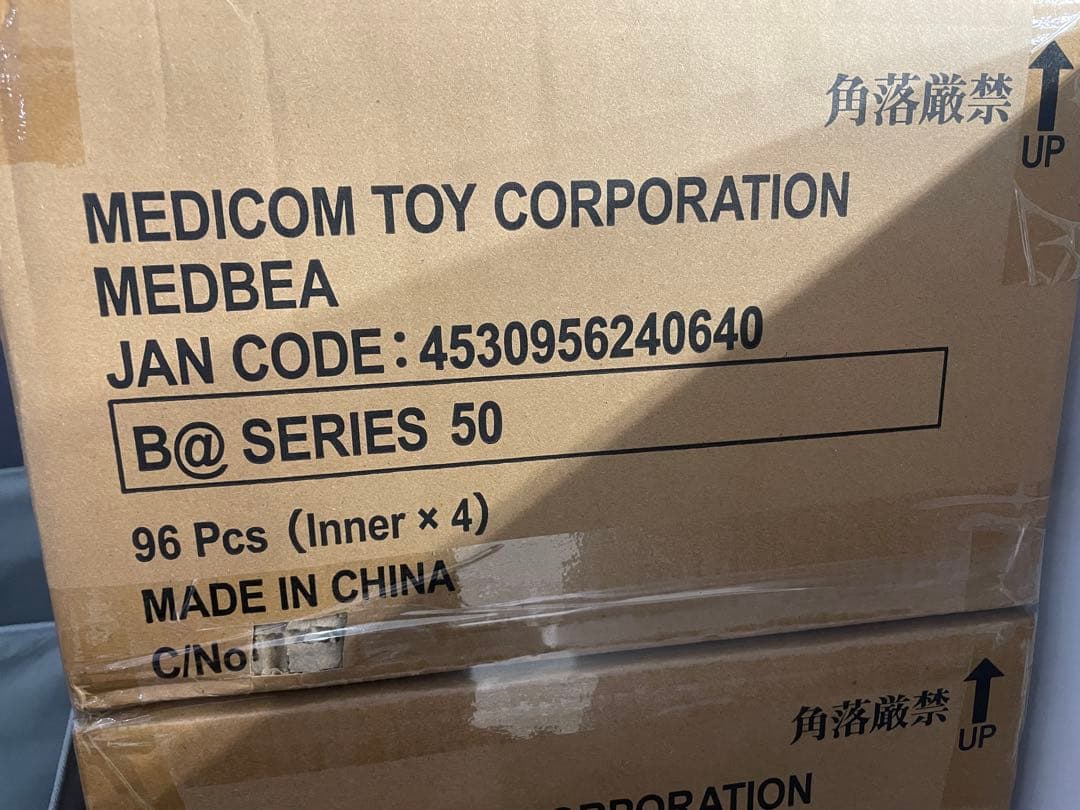 角落厳禁
UP
MEDICOM TOY CORPORATION
MEDBEA
JAN CODE：4530956240640
B@ SERIES 50
96 Pcs（Inner × 4）
MADE IN CHINA
C/No
角落厳禁
UP